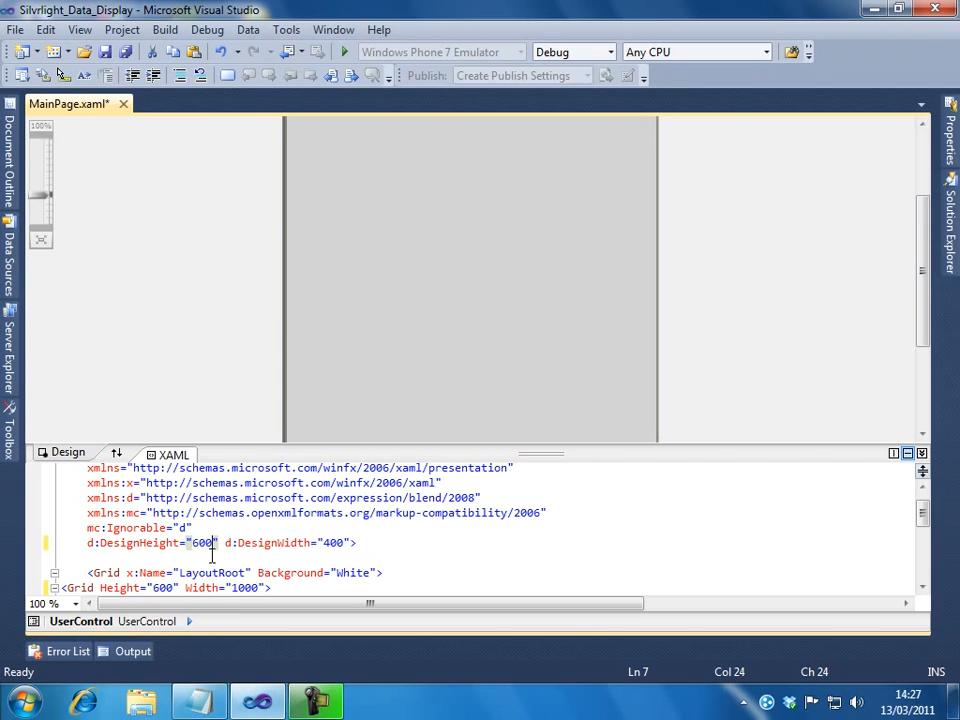 Silvrlight_Data_Display - Microsoft Visual Studio
File Edit View Project Build Debug Data Tools Window Help
Windows Phone 7 Emulator Debug Any CPU
Publish: Create Publish Settings
MainPage.xaml*
100%
Document Outline
Data Sources
Server Explorer
Toolbox
Properties
Solution Explorer
Design XAML
xmlns="http://schemas.microsoft.com/winfx/2006/xaml/presentation"
xmlns:x="http://schemas.microsoft.com/winfx/2006/xaml"
xmlns:d="http://schemas.microsoft.com/expression/blend/2008"
xmlns:mc="http://schemas.openxmlformats.org/markup-compatibility/2006"
mc:Ignorable="d"
d:DesignHeight="600" d:DesignWidth="400">
<Grid x:Name="LayoutRoot" Background="White">
<Grid Height="600" Width="1000">
100 %
UserControl UserControl
Error List Output
Ready Ln 7 Col 24 Ch 24 INS
14:27
13/03/2011